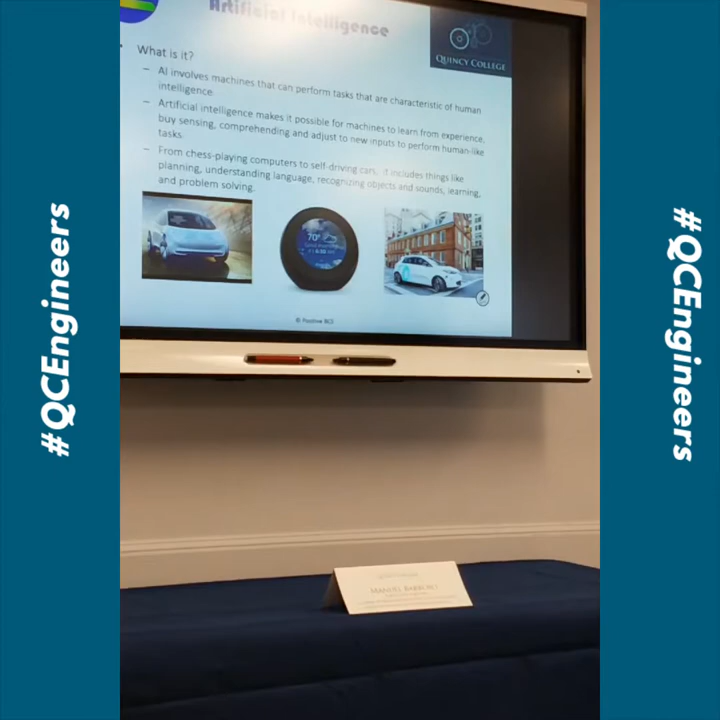 Artificial Intelligence
QUINCY COLLEGE
• What is it?
– AI involves machines that can perform tasks that are characteristic of human
intelligence
– Artificial intelligence makes it possible for machines to learn from experience,
buy sensing, comprehending and adjust to new inputs to perform human-like
tasks.
– From chess-playing computers to self-driving cars, it includes things like
planning, understanding language, recognizing objects and sounds, learning,
and problem solving.
70°
#QCEngineers
#QCEngineers
MANUEL